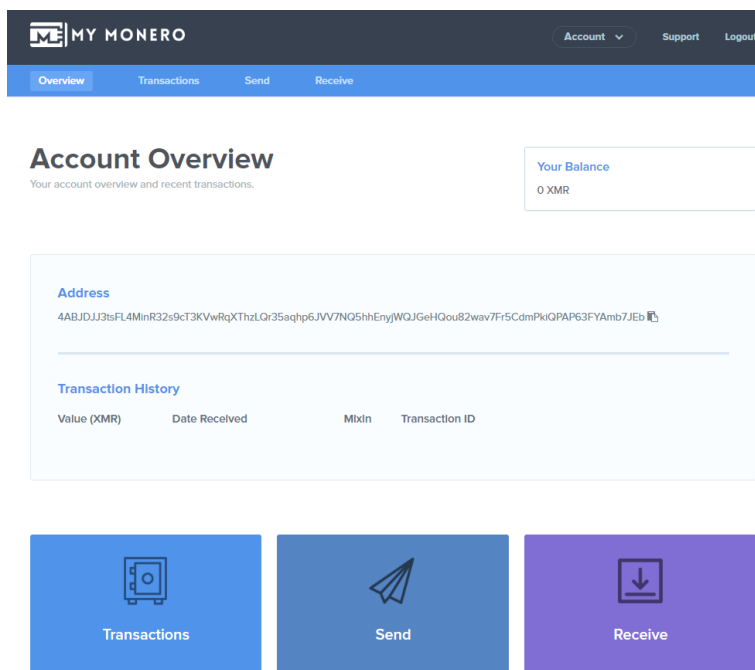 MY MONERO
Account
Support
Logout
Overview
Transactions
Send
Receive
Account Overview
Your account overview and recent transactions.
Your Balance
0 XMR
Address
4ABJDJJ3tsFL4MinR32s9cT3KVwRqXThzLQr35aqhp6JVV7NQ5hhEnyjWQJGeHQou82wav7Fr5CdmPkiQPAP63FYAmb7JEb
Transaction History
Value (XMR)
Date Received
Mixin
Transaction ID
Transactions
Send
Receive